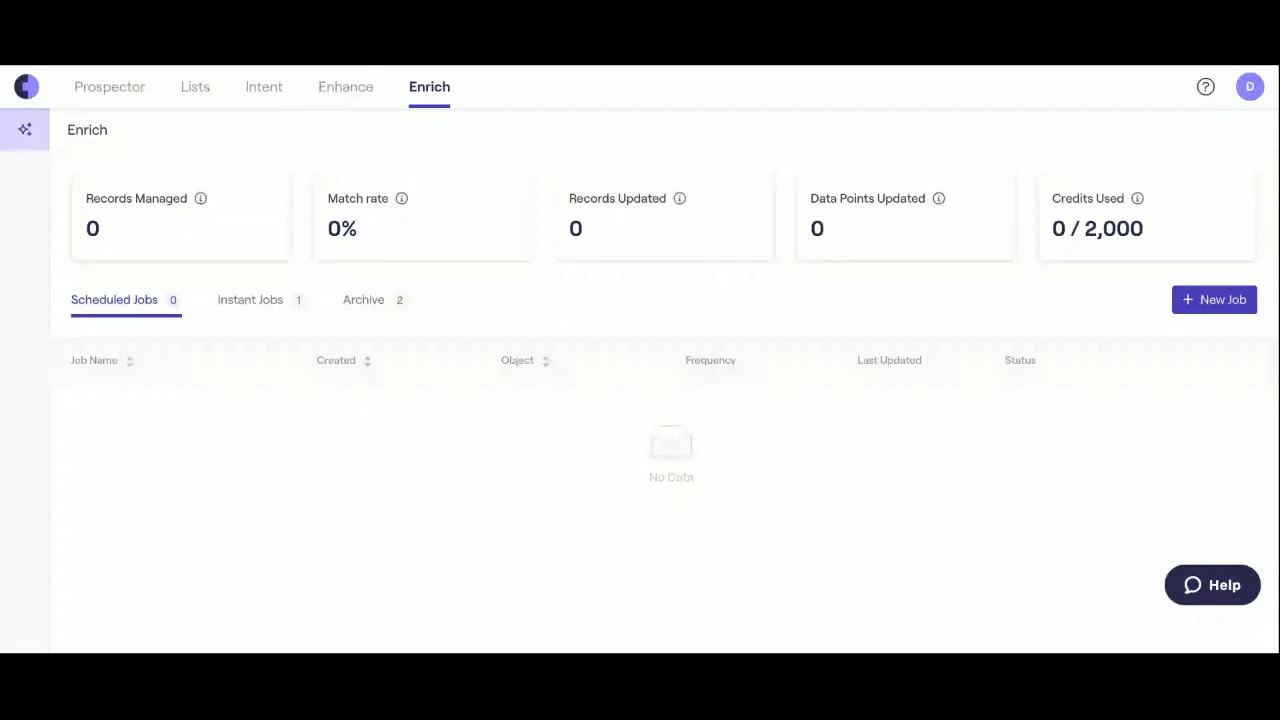 Prospector Lists Intent Enhance Enrich ? D
Enrich
Records Managed Match rate Records Updated Data Points Updated Credits Used
0 0% 0 0 0 / 2,000
Scheduled Jobs 0 Instant Jobs 1 Archive 2 + New Job
Job Name Created Object Frequency Last Updated Status
No Data
Help